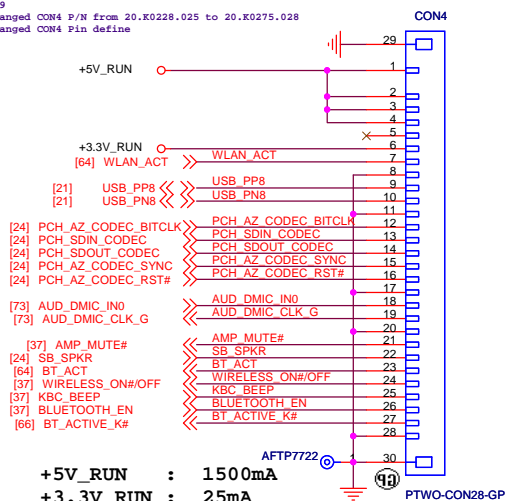 9
anged CON4 P/N from 20.K0228.025 to 20.K0275.028
anged CON4 Pin define
CON4
29
+5V_RUN 1
2
3
4
5
+3.3V_RUN 6
[64] WLAN_ACT WLAN_ACT 7
8
[21] USB_PP8 USB_PP8 9
[21] USB_PN8 USB_PN8 10
11
[24] PCH_AZ_CODEC_BITCLK PCH_AZ_CODEC_BITCLK 12
[24] PCH_SDIN_CODEC PCH_SDIN_CODEC 13
[24] PCH_SDOUT_CODEC PCH_SDOUT_CODEC 14
[24] PCH_AZ_CODEC_SYNC PCH_AZ_CODEC_SYNC 15
[24] PCH_AZ_CODEC_RST# PCH_AZ_CODEC_RST# 16
17
[73] AUD_DMIC_IN0 AUD_DMIC_IN0 18
[73] AUD_DMIC_CLK_G AUD_DMIC_CLK_G 19
20
[37] AMP_MUTE# AMP_MUTE# 21
[24] SB_SPKR SB_SPKR 22
[64] BT_ACT BT_ACT 23
[37] WIRELESS_ON#/OFF WIRELESS_ON#/OFF 24
[37] KBC_BEEP KBC_BEEP 25
[37] BLUETOOTH_EN BLUETOOTH_EN 26
[66] BT_ACTIVE_K# BT_ACTIVE_K# 27
28
AFTP7722 1 30
PTWO-CON28-GP
+5V_RUN : 1500mA
+3.3V_RUN : 25mA